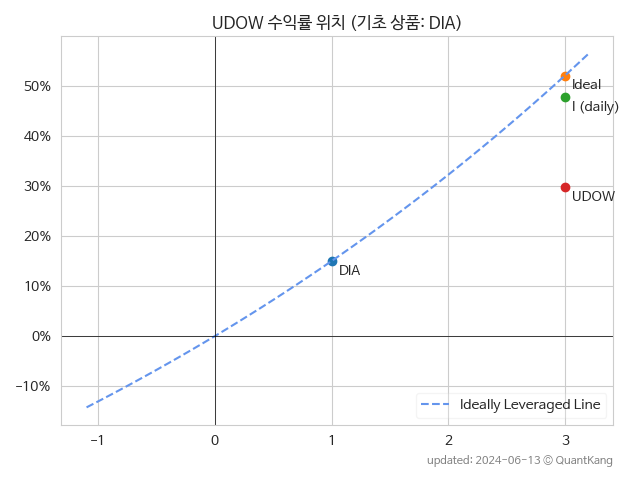 UDOW 수익률 위치 (기초 상품: DIA)
50%
40%
30%
20%
10%
0%
−10%
Ideal
I (daily)
UDOW
DIA
Ideally Leveraged Line
−1
0
1
2
3
updated: 2024-06-13 © QuantKang